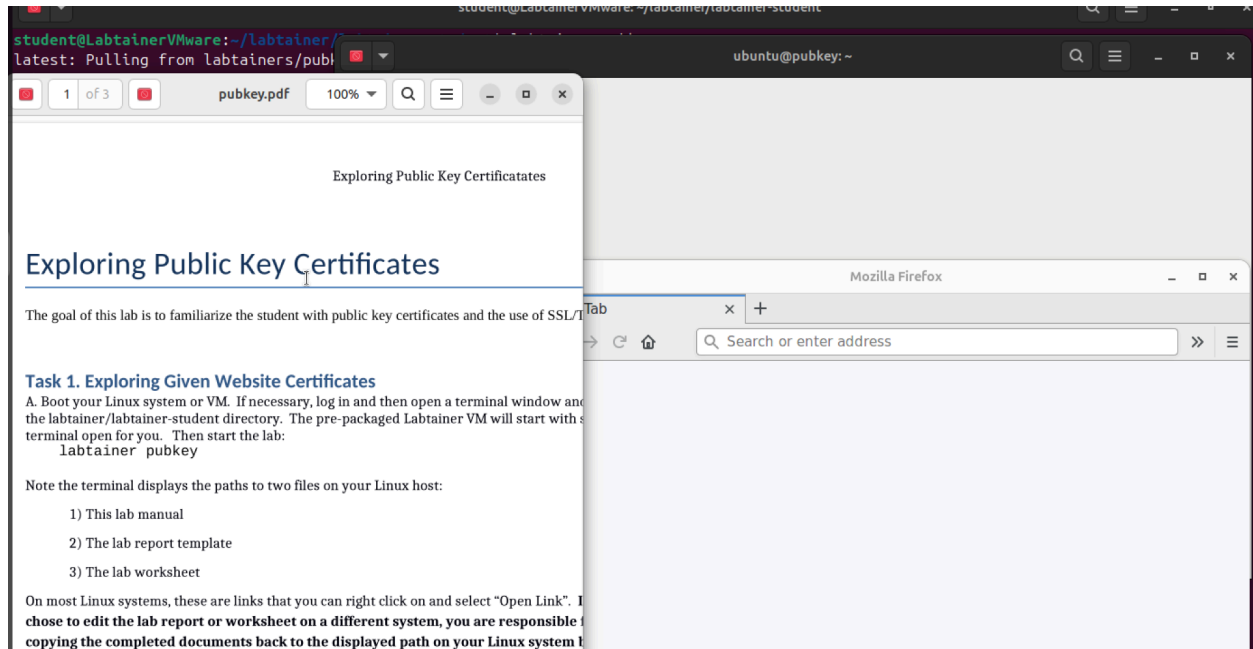 student@LabtainerVMware: ~/labtainer/labtainer-student
student@LabtainerVMware:~/labtainer/
latest: Pulling from labtainers/pub
ubuntu@pubkey: ~
1 of 3
pubkey.pdf
100%
Exploring Public Key Certificatates
Exploring Public Key Certificates
The goal of this lab is to familiarize the student with public key certificates and the use of SSL/T
Task 1. Exploring Given Website Certificates
A. Boot your Linux system or VM. If necessary, log in and then open a terminal window and
the labtainer/labtainer-student directory. The pre-packaged Labtainer VM will start with s
terminal open for you. Then start the lab:
labtainer pubkey
Note the terminal displays the paths to two files on your Linux host:
1) This lab manual
2) The lab report template
3) The lab worksheet
On most Linux systems, these are links that you can right click on and select “Open Link”. I
chose to edit the lab report or worksheet on a different system, you are responsible f
copying the completed documents back to the displayed path on your Linux system b
Mozilla Firefox
Tab
Search or enter address